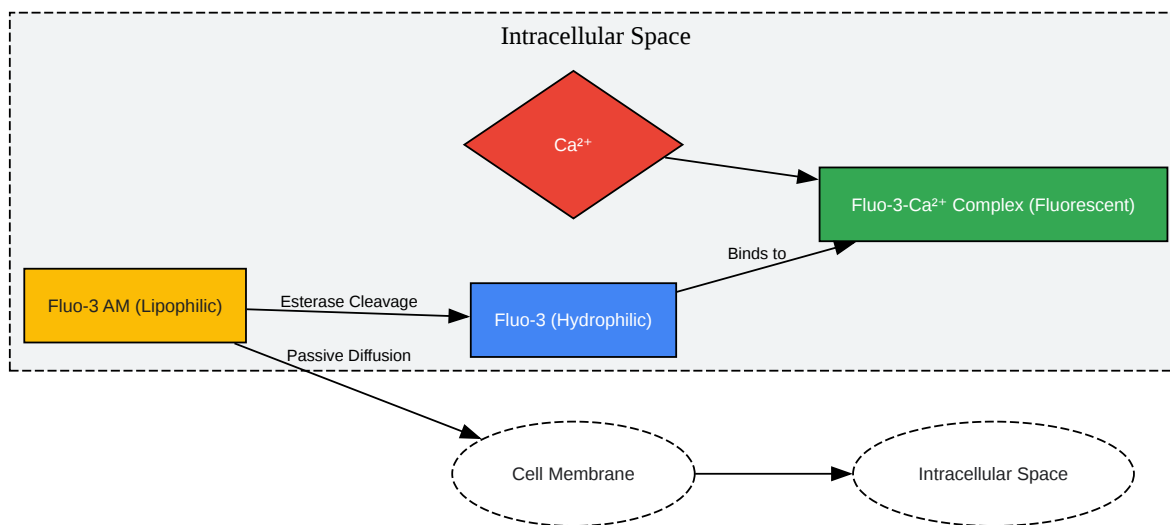 Intracellular Space
Ca²⁺
Fluo-3-Ca²⁺ Complex (Fluorescent)
Binds to
Fluo-3 AM (Lipophilic)
Esterase Cleavage
Fluo-3 (Hydrophilic)
Passive Diffusion
Cell Membrane
Intracellular Space